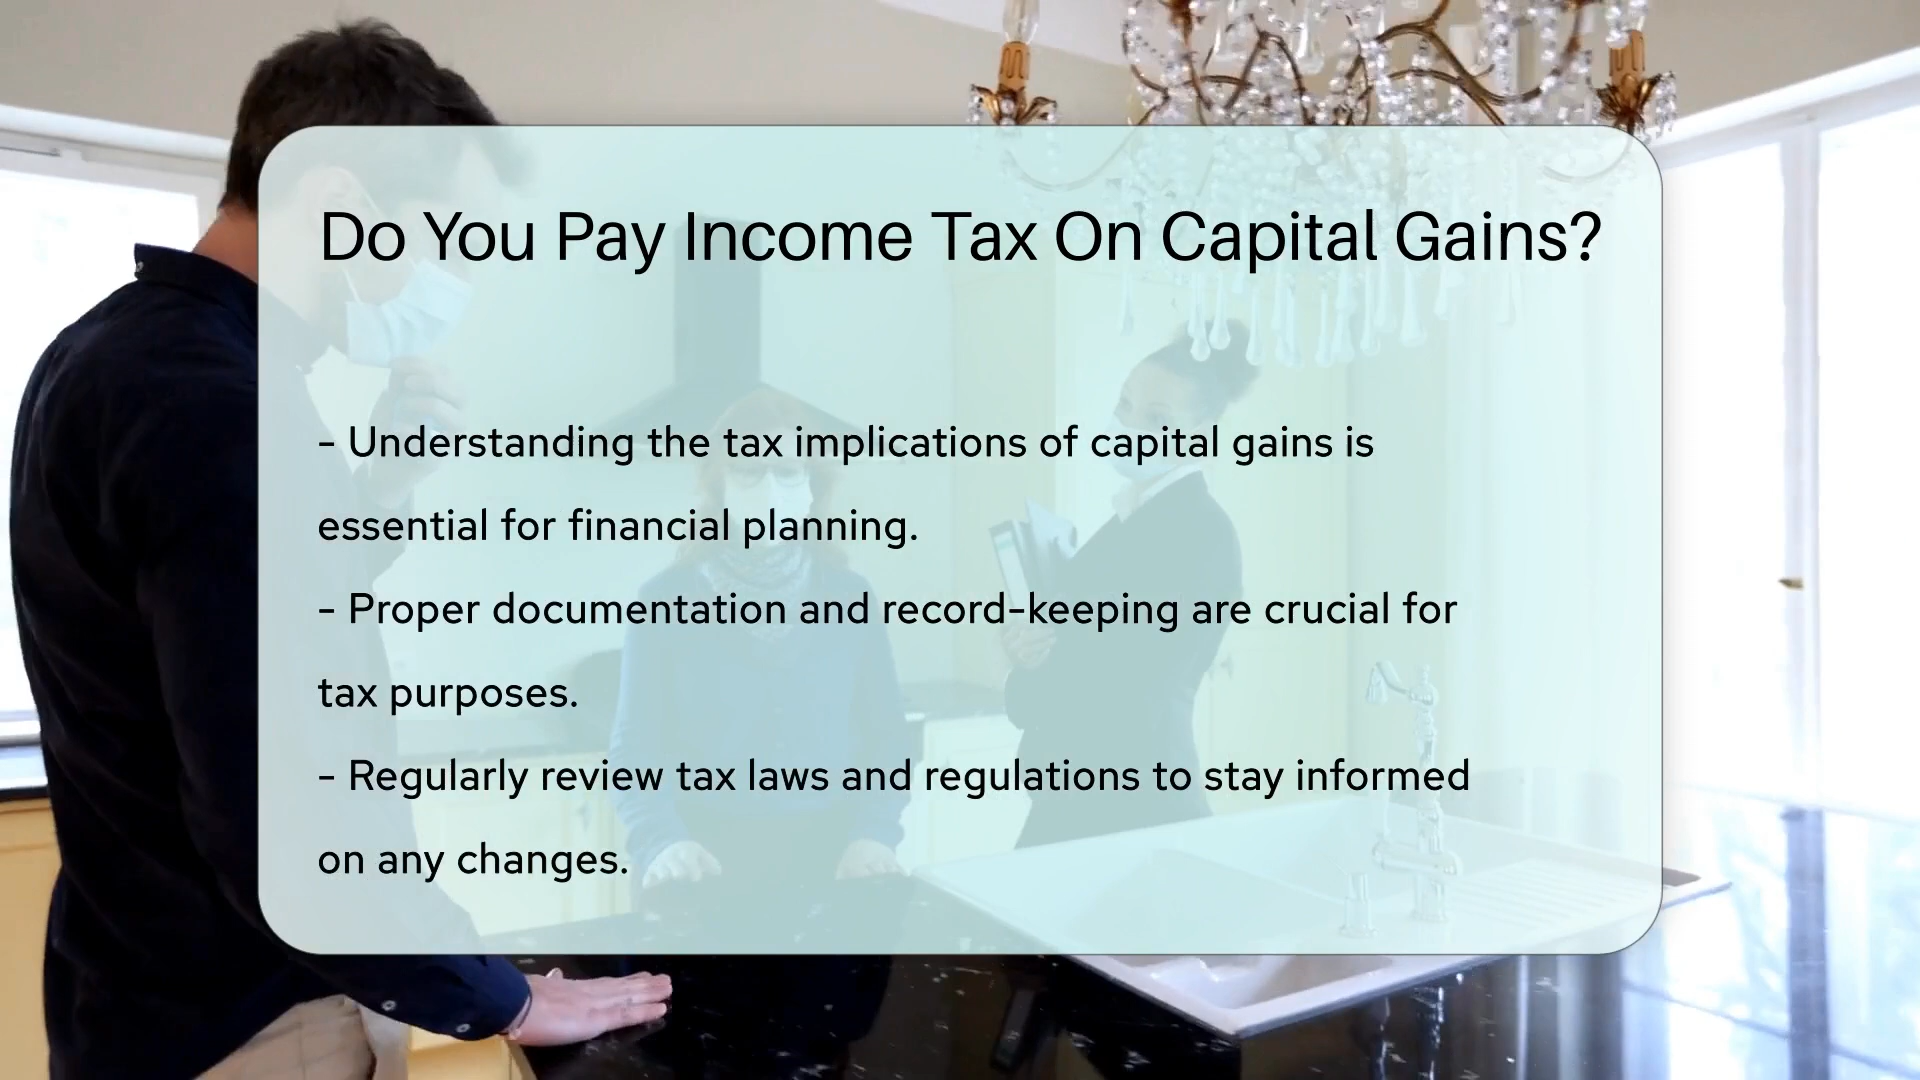 Do You Pay Income Tax On Capital Gains?
- Understanding the tax implications of capital gains is
essential for financial planning.
- Proper documentation and record-keeping are crucial for
tax purposes.
- Regularly review tax laws and regulations to stay informed
on any changes.